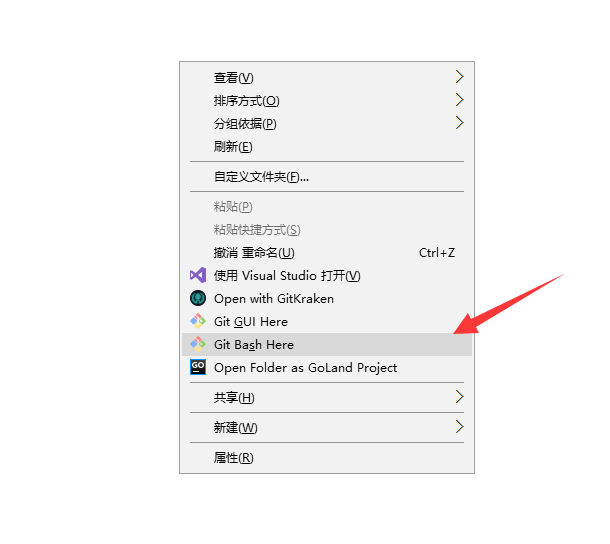 查看(V)
排序方式(O)
分组依据(P)
刷新(E)
自定义文件夹(F)...
粘贴(P)
粘贴快捷方式(S)
撤消 重命名(U) Ctrl+Z
使用 Visual Studio 打开(V)
Open with GitKraken
Git GUI Here
Git Bash Here
GO Open Folder as GoLand Project
共享(H)
新建(W)
属性(R)